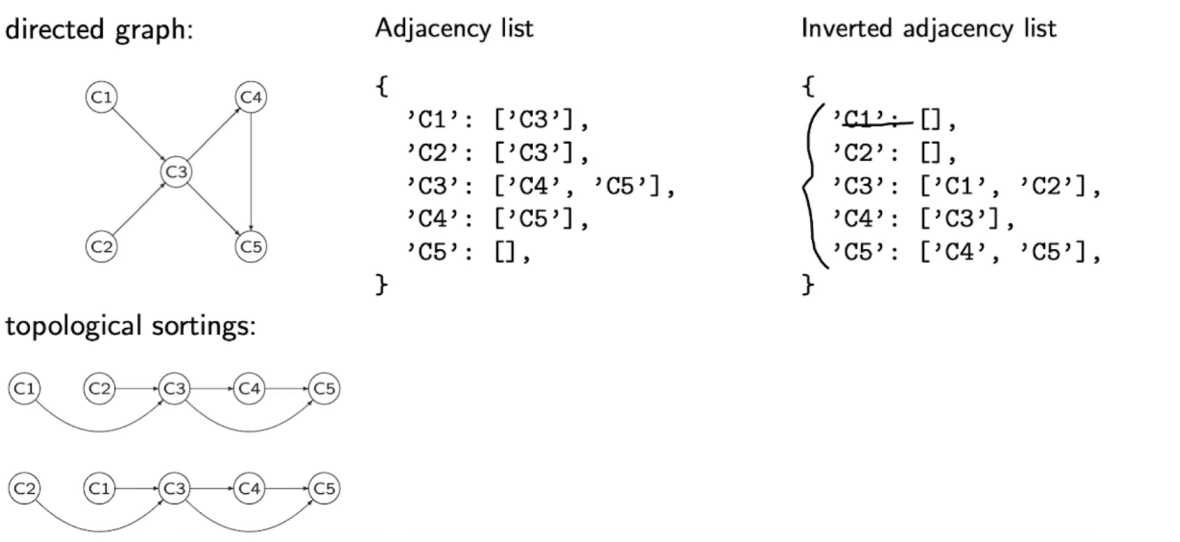 directed graph:
C1
C4
C3
C2
C5
topological sortings:
C1 C2 C3 C4 C5
C2 C1 C3 C4 C5
Adjacency list
{
’C1’: [’C3’],
’C2’: [’C3’],
’C3’: [’C4’, ’C5’],
’C4’: [’C5’],
’C5’: [],
}
Inverted adjacency list
{
’C1’: [],
’C2’: [],
’C3’: [’C1’, ’C2’],
’C4’: [’C3’],
’C5’: [’C4’, ’C5’],
}